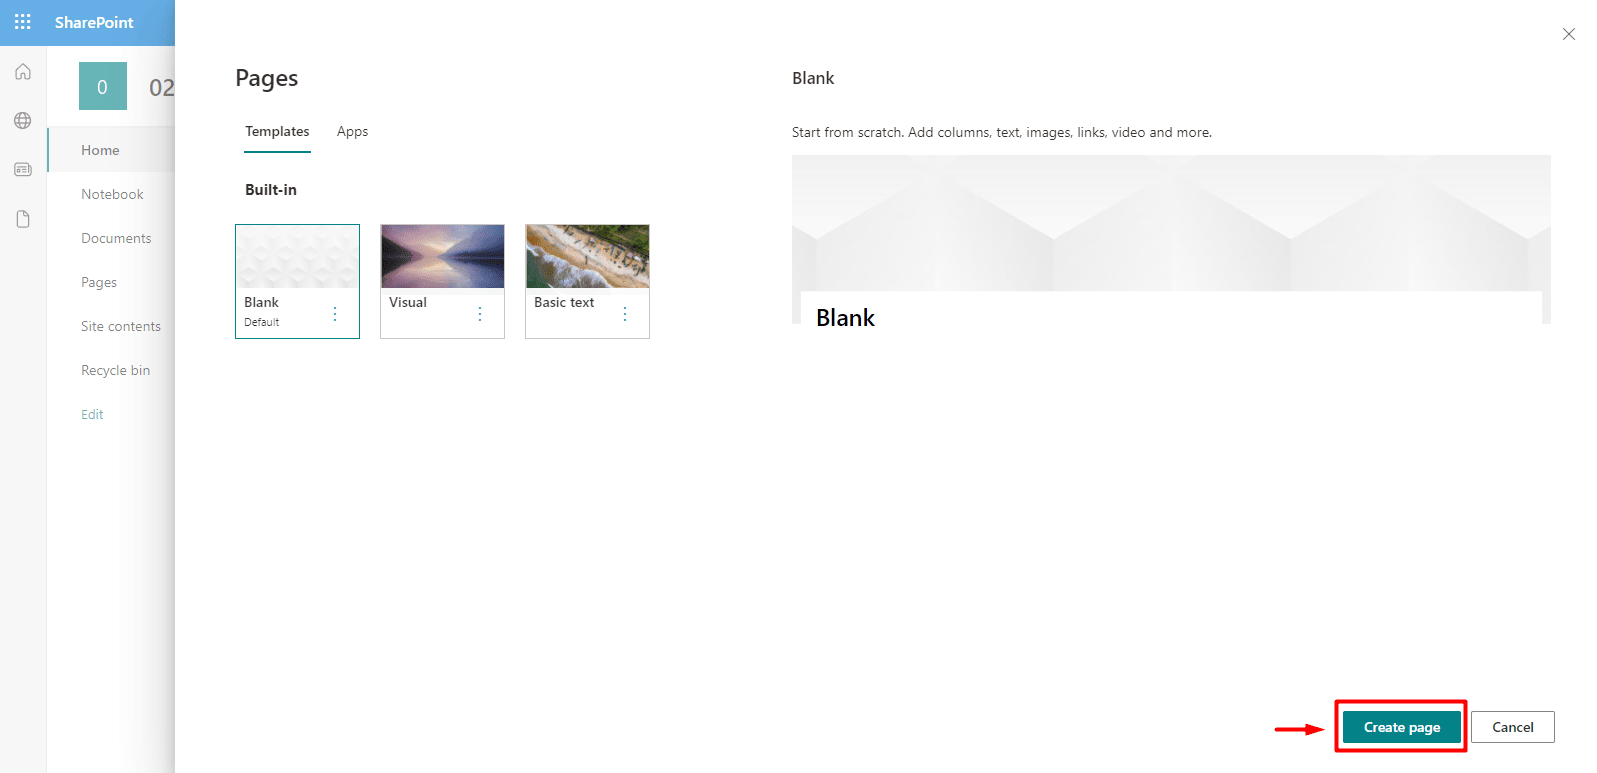 SharePoint
0
02
Home
Notebook
Documents
Pages
Site contents
Recycle bin
Edit
Pages
Templates
Apps
Built-in
Blank
Default
Visual
Basic text
Blank
Start from scratch. Add columns, text, images, links, video and more.
Blank
Create page
Cancel